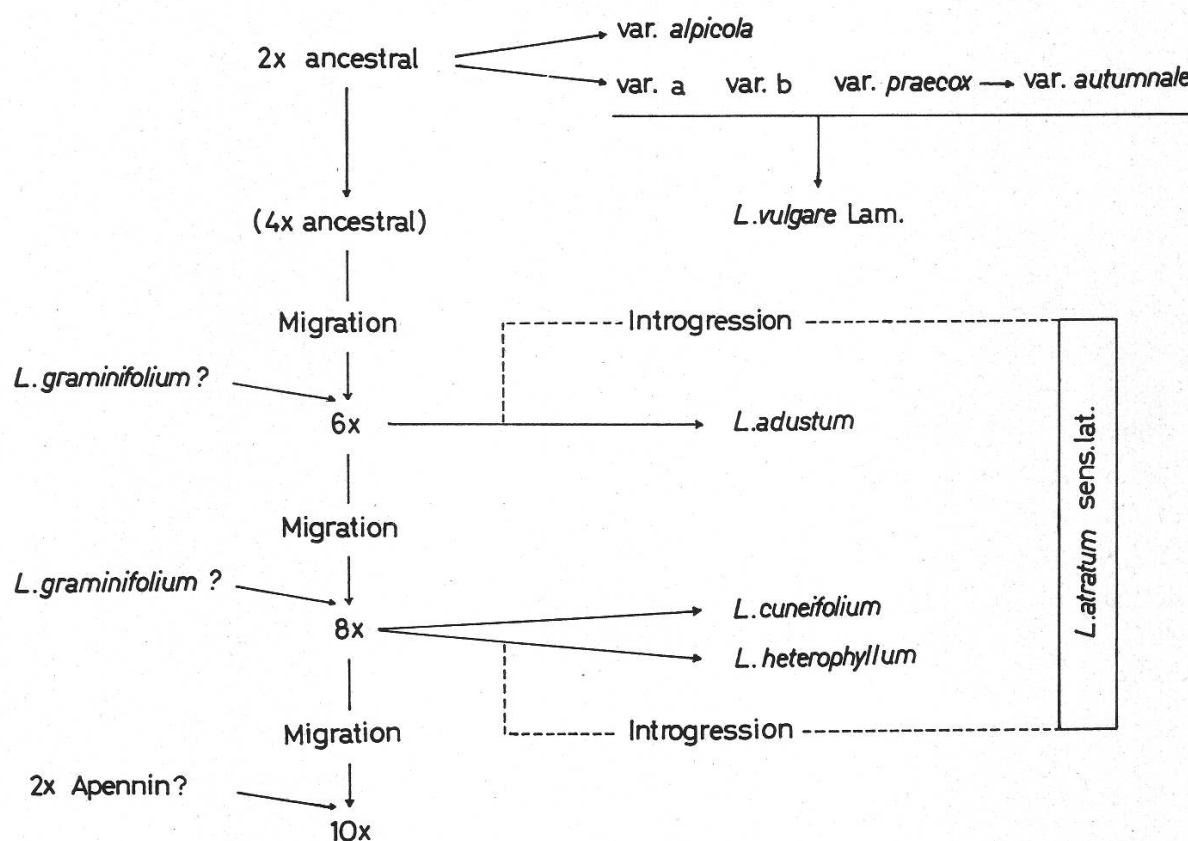 var. alpicola
2x ancestral
var. a var. b var. praecox var. autumnale
(4x ancestral)
L.vulgare Lam.
Migration
Introgression
L.graminifolium ?
6x
L.adustum
L.atratum sens.lat.
Migration
L.graminifolium ?
8x
L.cuneifolium
L.heterophyllum
Migration
Introgression
2x Apennin?
10x